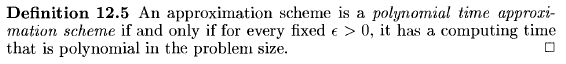 Definition 12.5 An approximation scheme is a polynomial time approxi-
mation scheme if and only if for every fixed ϵ > 0, it has a computing time
that is polynomial in the problem size. □